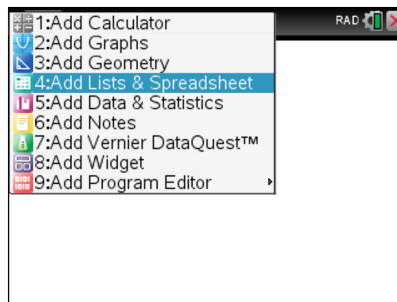 1:Add Calculator
RAD
2:Add Graphs
3:Add Geometry
4:Add Lists & Spreadsheet
5:Add Data & Statistics
6:Add Notes
7:Add Vernier DataQuest™
8:Add Widget
9:Add Program Editor